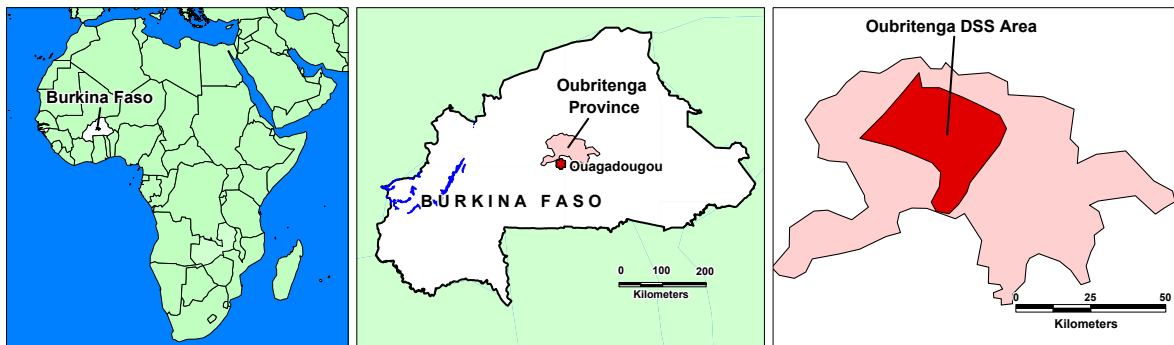 Burkina Faso
Oubritenga
Province
Ouagadougou
BURKINA FASO
0 100 200
Kilometers
Oubritenga DSS Area
0 25 50
Kilometers